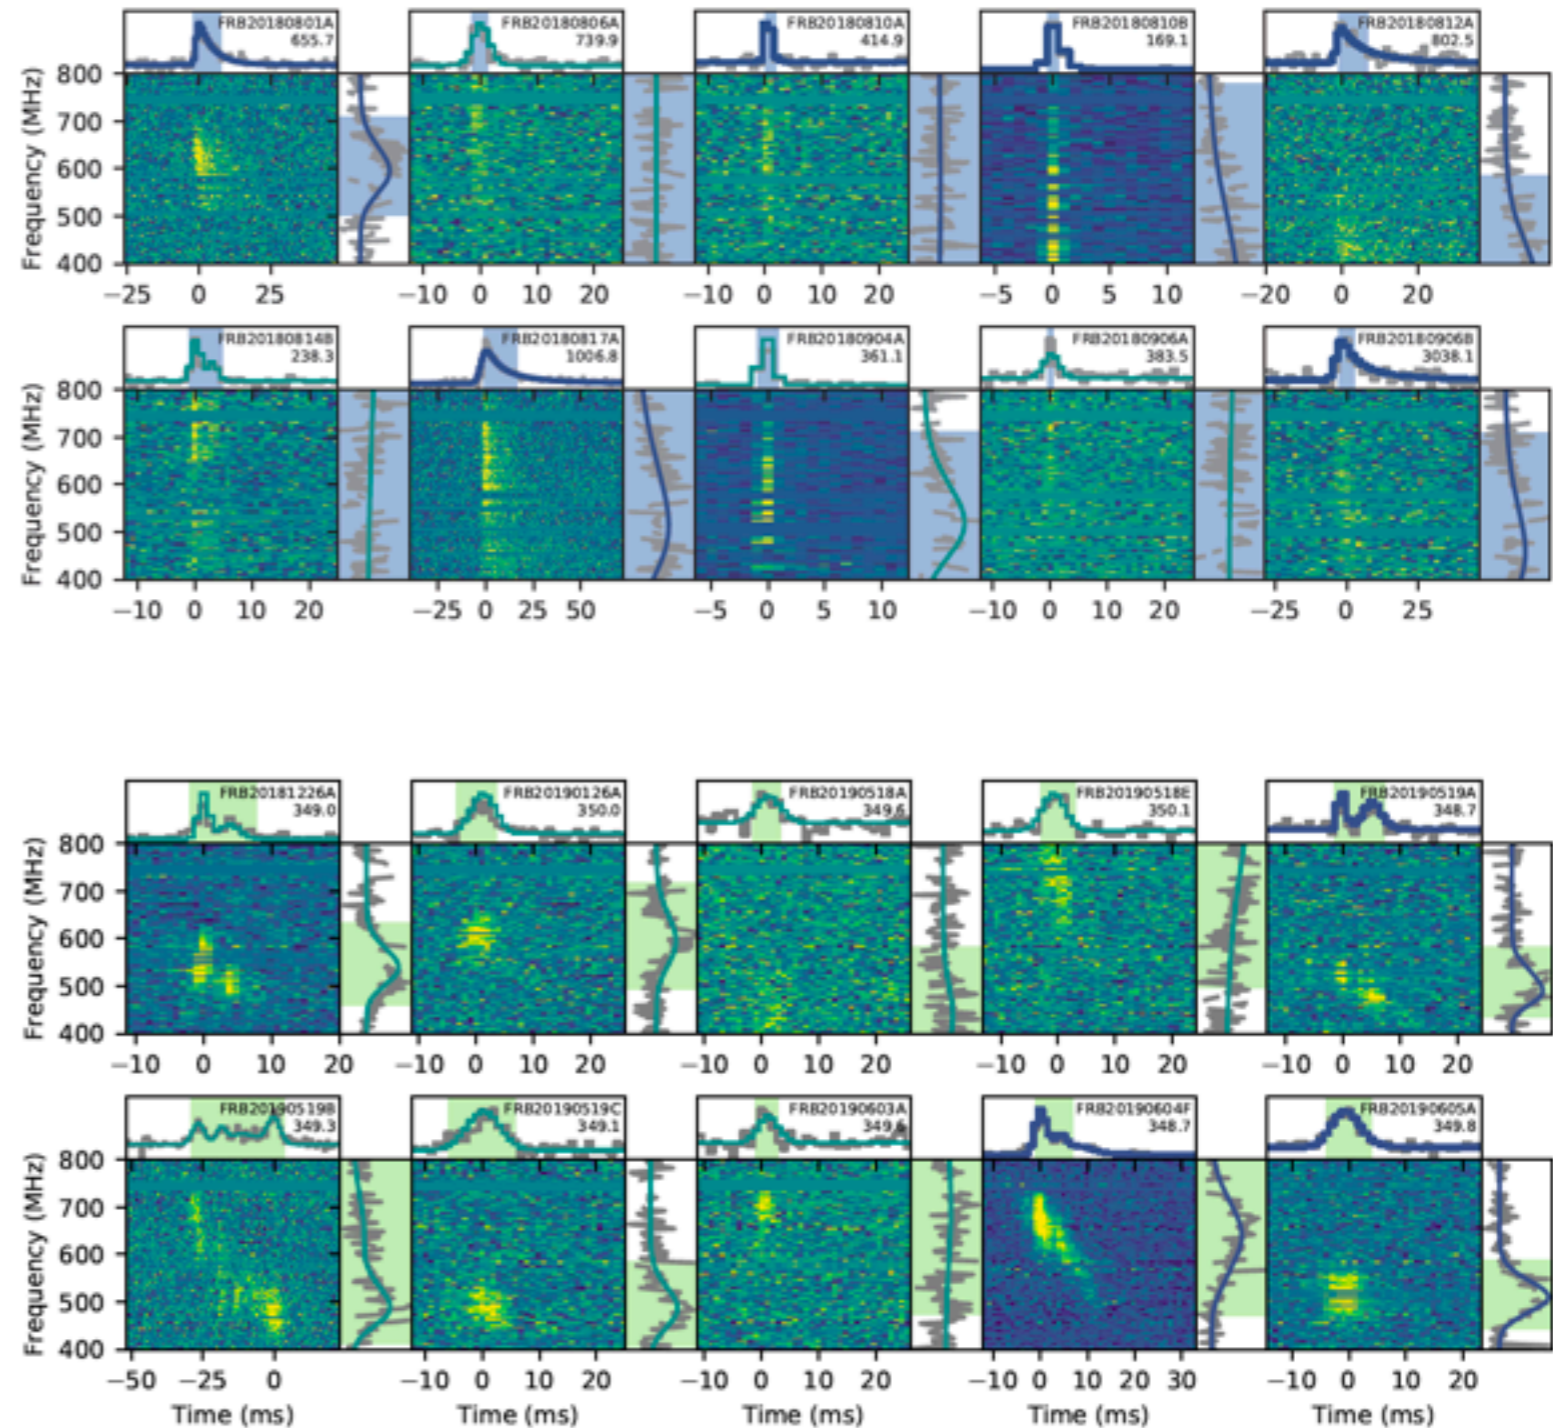 FRB20180801A FRB20180806A FRB20180810A FRB20180810B FRB20180812A
655.7 739.9 414.9 169.1 802.5
800
700
600
500
400
Frequency (MHz)
−25 0 25 −10 0 10 20 −10 0 10 20 −5 0 5 10 −20 0 20
FRB20180814B FRB20180817A FRB20180904A FRB20180906A FRB20180906B
238.3 1006.8 361.1 383.5 3038.1
800
700
600
500
400
Frequency (MHz)
−10 0 10 20 −25 0 25 50 −5 0 5 10 −10 0 10 20 −25 0 25
FRB20181226A FRB20190126A FRB20190518A FRB20190518E FRB20190519A
349.0 350.0 349.6 350.1 348.7
800
700
600
500
400
Frequency (MHz)
−10 0 10 20 −10 0 10 20 −10 0 10 20 −10 0 10 20 −10 0 10 20
FRB20190519B FRB20190519C FRB20190603A FRB20190604F FRB20190605A
349.3 349.1 349.6 348.7 349.8
800
700
600
500
400
Frequency (MHz)
−50 −25 0 −10 0 10 20 −10 0 10 20 −10 0 10 20 30 −10 0 10 20
Time (ms) Time (ms) Time (ms) Time (ms) Time (ms)